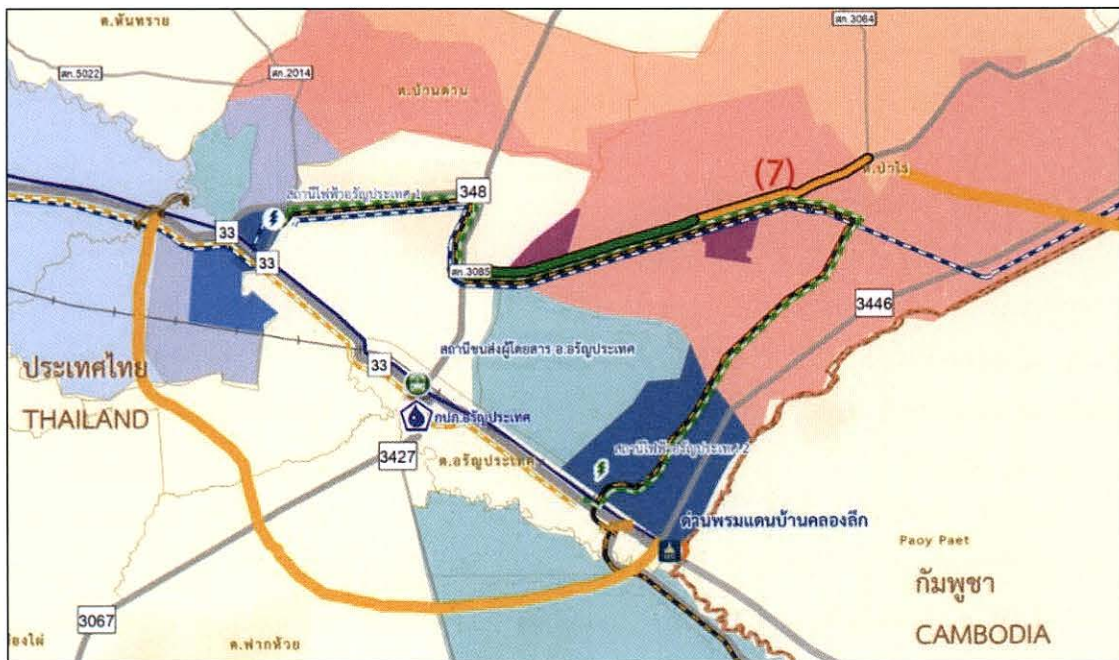 ต.หันทราย
สก.3064
สก.5022
สก.2014
ต.บ้านด่าน
(7)
ต.ป่าไร่
สถานีไฟฟ้าอรัญประเทศ 1
348
33
33
สก.3085
3446
สถานีขนส่งผู้โดยสาร อ.อรัญประเทศ
33
ประเทศไทย
THAILAND
กปภ.อรัญประเทศ
3427
ต.อรัญประเทศ
สถานีไฟฟ้าอรัญประเทศ 2
ด่านพรมแดนบ้านคลองลึก
Paoy Paet
กัมพูชา
CAMBODIA
3067
ต.ฟากห้วย